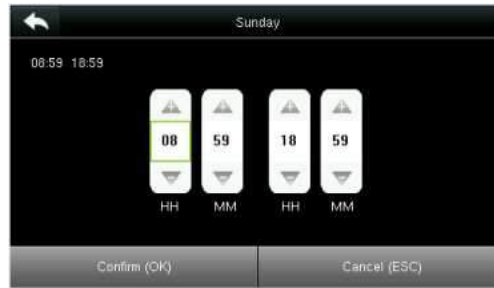 Sunday
08:59 18:59
08 59 18 59
HH MM HH MM
Confirm (OK) Cancel (ESC)